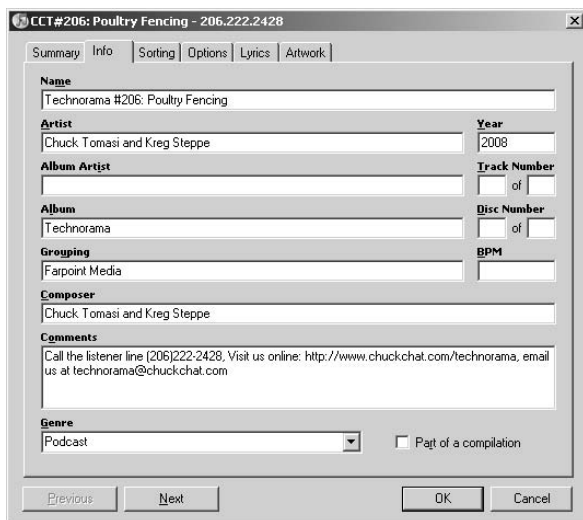 CCT#206: Poultry Fencing - 206.222.2428
Summary Info Sorting Options Lyrics Artwork
Name
Technorama #206: Poultry Fencing
Artist Year
Chuck Tomasi and Kreg Steppe 2008
Album Artist Track Number
of
Album Disc Number
Technorama of
Grouping BPM
Farpoint Media
Composer
Chuck Tomasi and Kreg Steppe
Comments
Call the listener line (206)222-2428, Visit us online: http://www.chuckchat.com/technorama, email
us at technorama@chuckchat.com
Genre
Podcast Part of a compilation
Previous Next OK Cancel